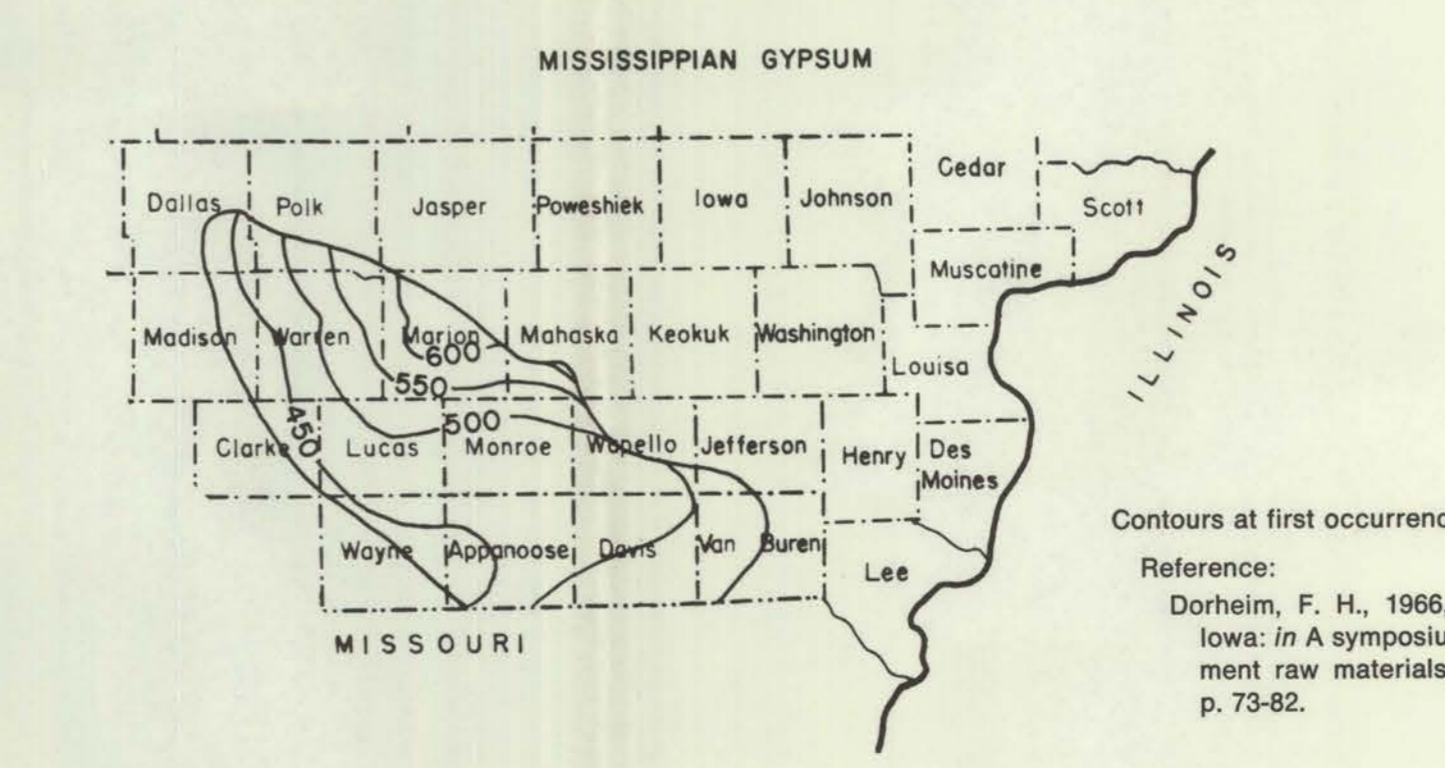 MISSISSIPPIAN GYPSUM
Dallas Polk Jasper Poweshiek Iowa Johnson Cedar Scott
Muscatine
Madison Warren Marion Mahaska Keokuk Washington
600
Louisa
550
450 500
Clarke Lucas Monroe Wapello Jefferson Henry Des Moines
Wayne Appanoose Davis Van Buren
Lee
ILLINOIS
MISSOURI
Contours at first occurrenc
Reference:
Dorheim, F. H., 1966,
Iowa: in A symposiu
ment raw materials
p. 73-82.